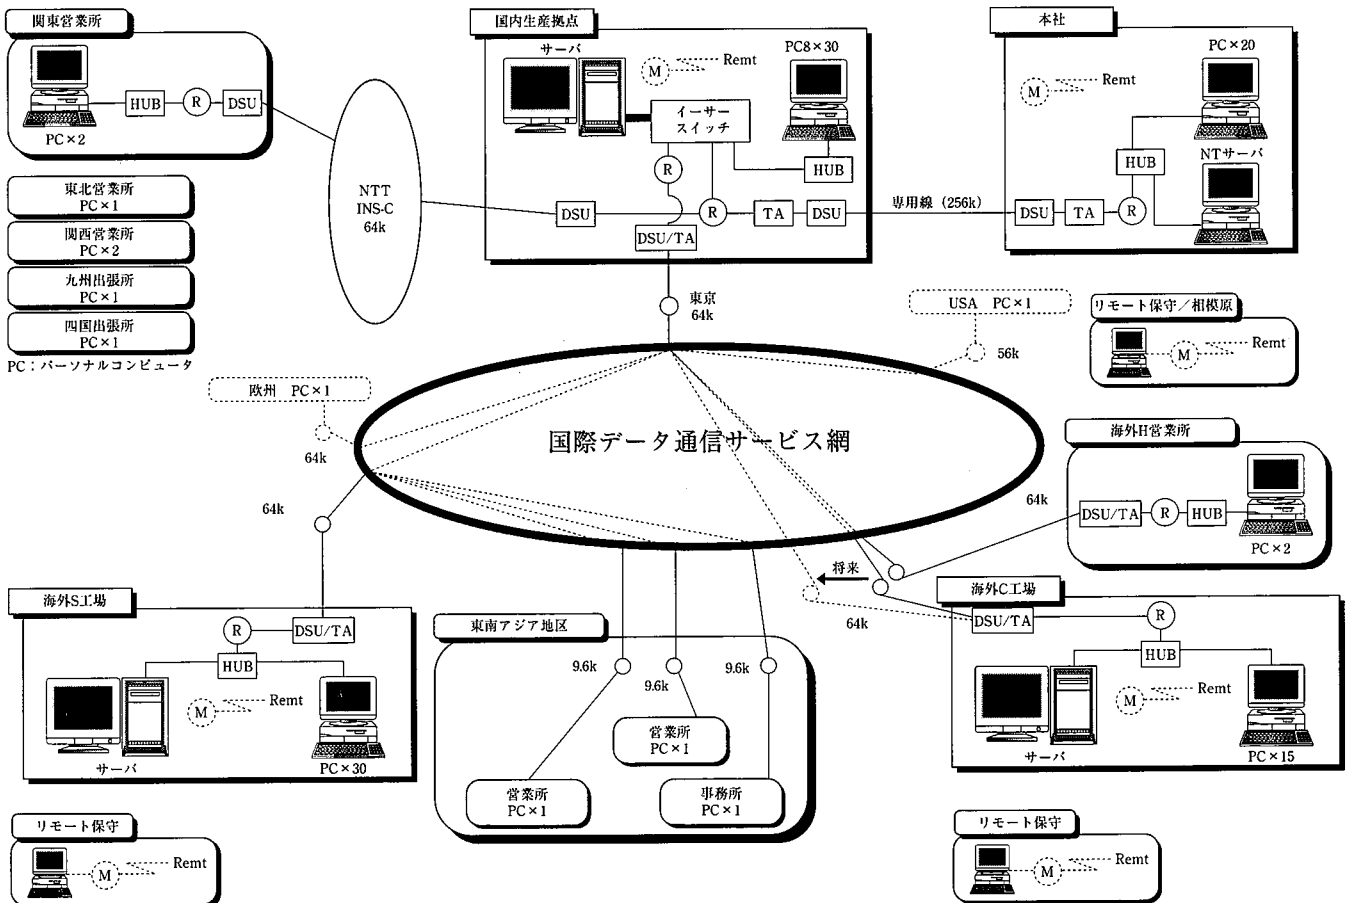 関東営業所
PC×2
HUB
R
DSU
東北営業所
PC×1
関西営業所
PC×2
九州出張所
PC×1
四国出張所
PC×1
PC：パーソナルコンピュータ
NTT
INS-C
64k
国内生産拠点
サーバ
M
Remt
PC8×30
イーサー
スイッチ
R
HUB
DSU
R
TA
DSU
DSU/TA
専用線（256k）
本社
PC×20
M
Remt
HUB
NTサーバ
DSU
TA
R
東京
64k
USA PC×1
56k
リモート保守／相模原
M
Remt
欧州 PC×1
64k
国際データ通信サービス網
海外H営業所
64k
DSU/TA
R
HUB
PC×2
64k
将来
64k
海外S工場
R
DSU/TA
HUB
M
Remt
サーバ
PC×30
東南アジア地区
9.6k
9.6k
9.6k
営業所
PC×1
営業所
PC×1
事務所
PC×1
海外C工場
DSU/TA
R
HUB
M
Remt
サーバ
PC×15
リモート保守
M
Remt
リモート保守
M
Remt